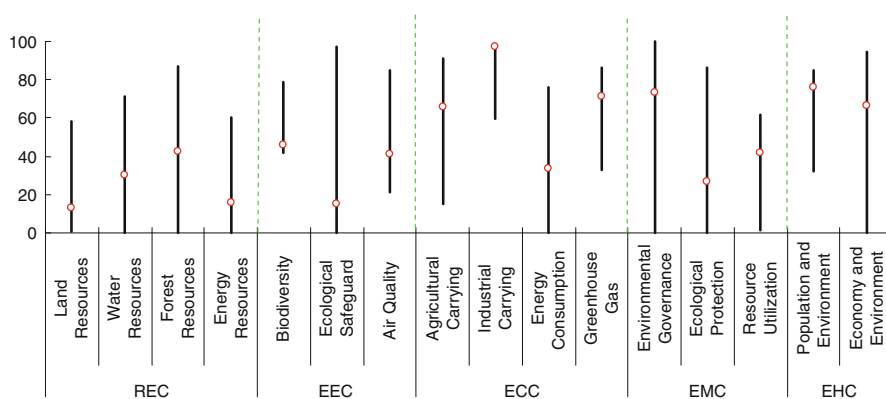 100
80
60
40
20
0
Land
Resources
Water
Resources
Forest
Resources
Energy
Resources
Biodiversity
Ecological
Safeguard
Air Quality
Agricultural
Carrying
Industrial
Carrying
Energy
Consumption
Greenhouse
Gas
Environmental
Governance
Ecological
Protection
Resource
Utilization
Population and
Environment
Economy and
Environment
REC
EEC
ECC
EMC
EHC